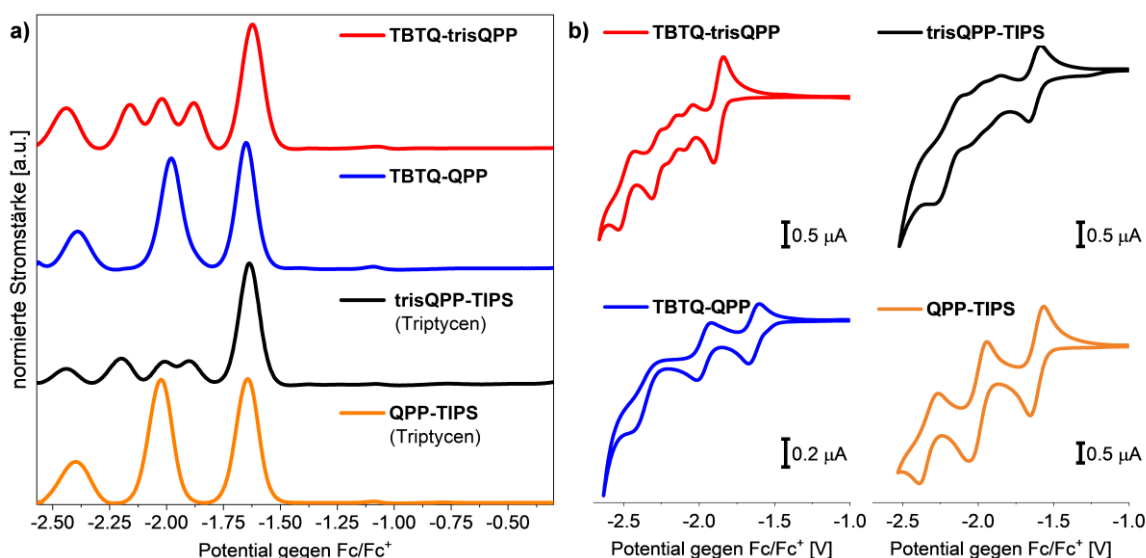 a)
TBTQ-trisQPP
TBTQ-QPP
trisQPP-TIPS
(Triptycen)
QPP-TIPS
(Triptycen)
normierte Stromstärke [a.u.]
-2.50 -2.25 -2.00 -1.75 -1.50 -1.25 -1.00 -0.75 -0.50
Potential gegen Fc/Fc⁺
b)
TBTQ-trisQPP
trisQPP-TIPS
0.5 µA
0.5 µA
TBTQ-QPP
QPP-TIPS
0.2 µA
0.5 µA
-2.5 -2.0 -1.5 -1.0
-2.5 -2.0 -1.5 -1.0
Potential gegen Fc/Fc⁺ [V]
Potential gegen Fc/Fc⁺ [V]